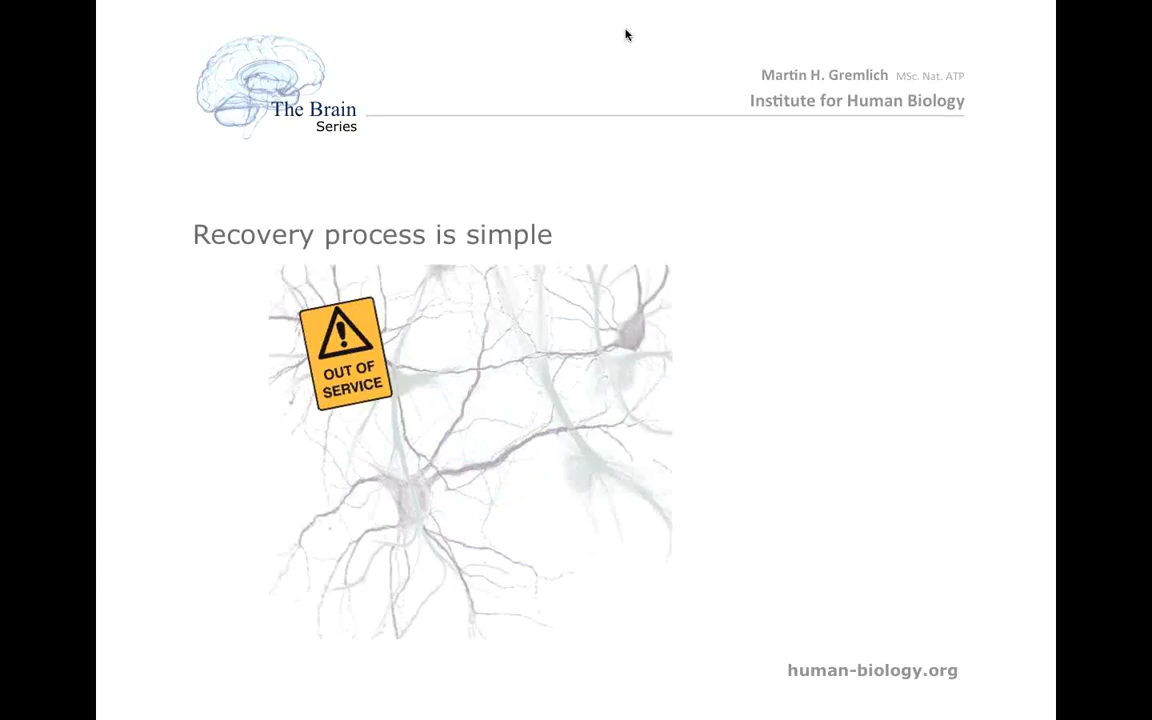 The Brain
Series
Martin H. Gremlich MSc. Nat. ATP
Institute for Human Biology
Recovery process is simple
OUT OF
SERVICE
human-biology.org